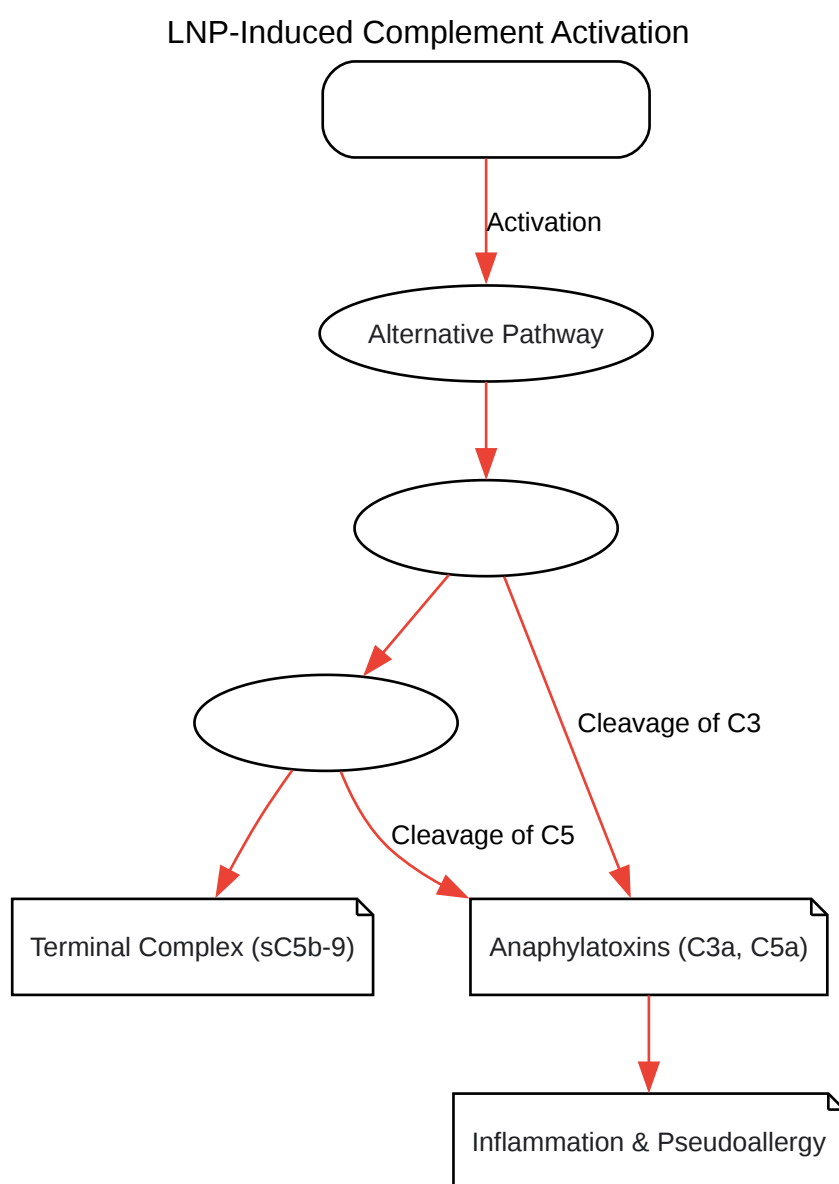 LNP-Induced Complement Activation
Activation
Alternative Pathway
Cleavage of C3
Cleavage of C5
Terminal Complex (sC5b-9)
Anaphylatoxins (C3a, C5a)
Inflammation & Pseudoallergy